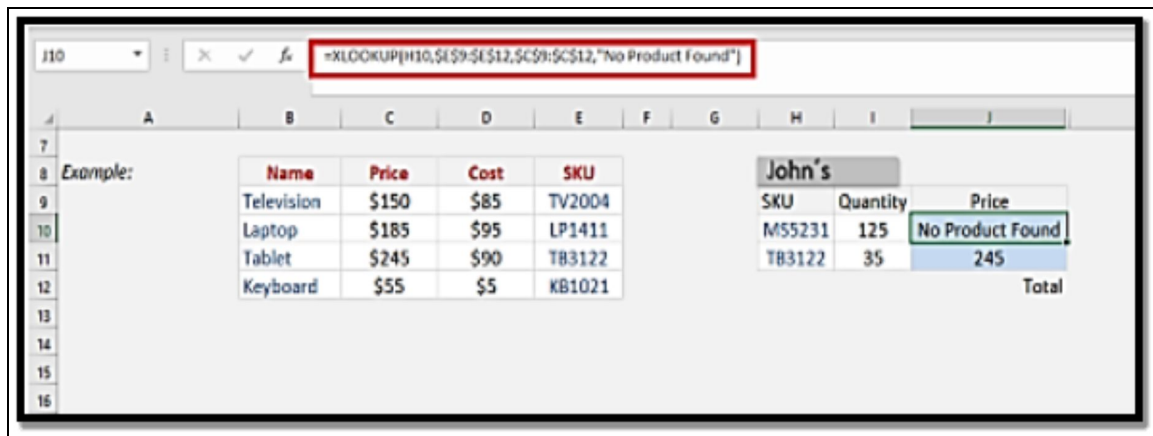 J10 fx =XLOOKUP(H10,$E$9:$E$12,$C$9:$C$12,"No Product Found")
A B C D E F G H I J
7
8 Example: Name Price Cost SKU John's
9 Television $150 $85 TV2004 SKU Quantity Price
10 Laptop $185 $95 LP1411 MS5231 125 No Product Found
11 Tablet $245 $90 TB3122 TB3122 35 245
12 Keyboard $55 $5 KB1021 Total
13
14
15
16